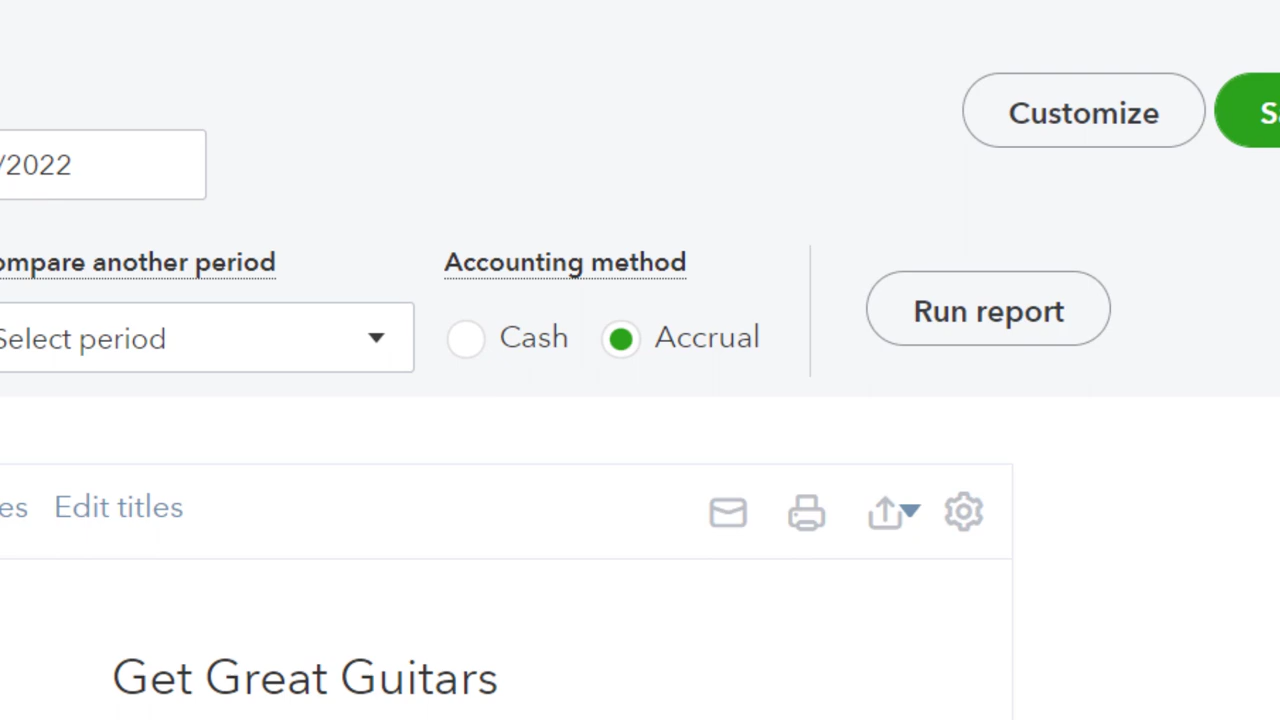 Customize
/2022
ompare another period
Accounting method
Select period
Cash
Accrual
Run report
es
Edit titles
Get Great Guitars